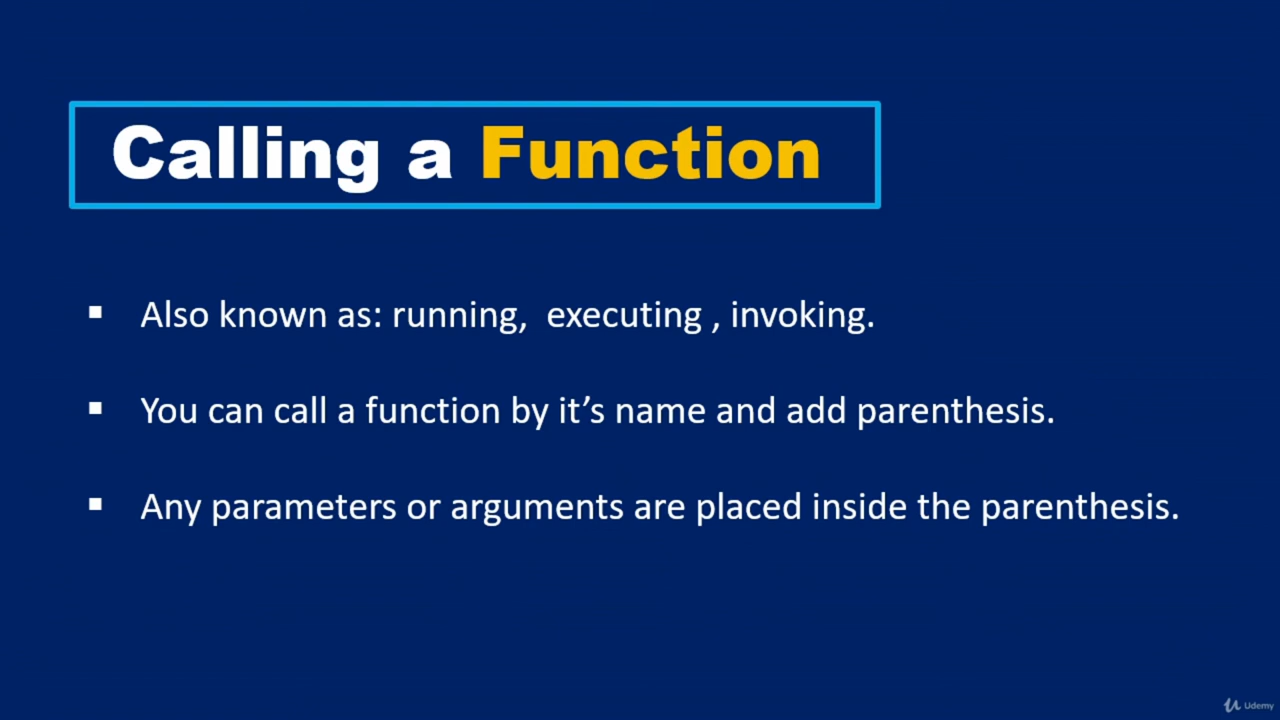 Calling a Function
▪ Also known as: running,  executing , invoking.
▪ You can call a function by it’s name and add parenthesis.
▪ Any parameters or arguments are placed inside the parenthesis.
Udemy